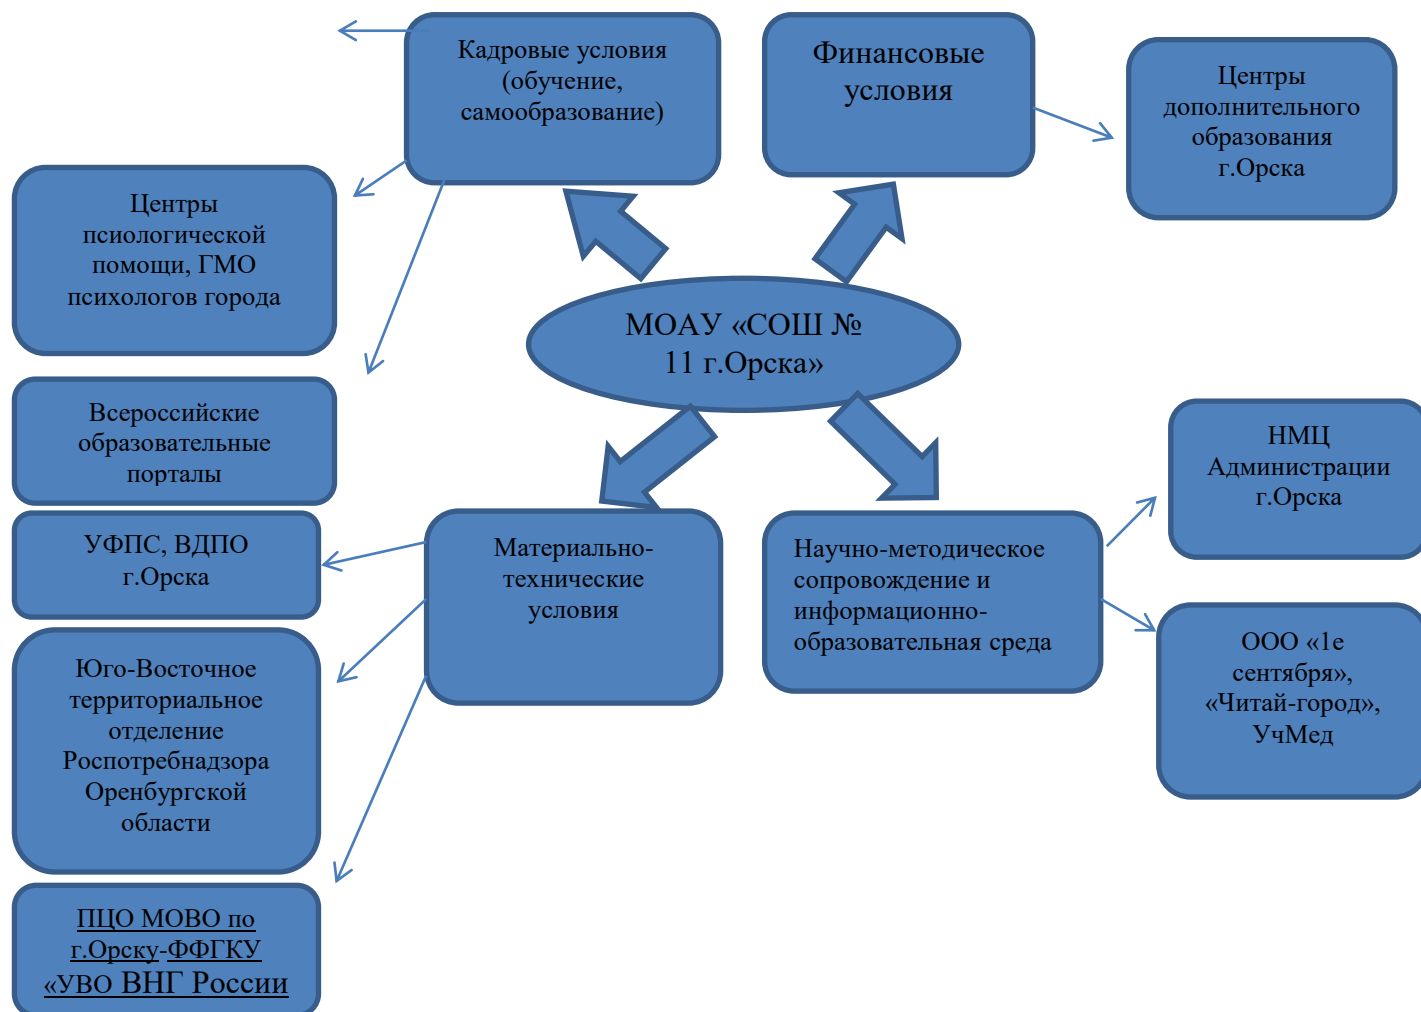 Кадровые условия
(обучение,
самообразование)
Финансовые
условия
Центры
дополнительного
образования
г.Орска
Центры
псиологической
помощи, ГМО
психологов города
МОАУ «СОШ №
11 г.Орска»
Всероссийские
образовательные
порталы
НМЦ
Администрации
г.Орска
УФПС, ВДПО
г.Орска
Материально-
технические
условия
Научно-методическое
сопровождение и
информационно-
образовательная среда
ООО «1е
сентября»,
«Читай-город»,
УчМед
Юго-Восточное
территориальное
отделение
Роспотребнадзора
Оренбургской
области
ПЦО МОВО по
г.Орску-ФФГКУ
«УВО ВНГ России